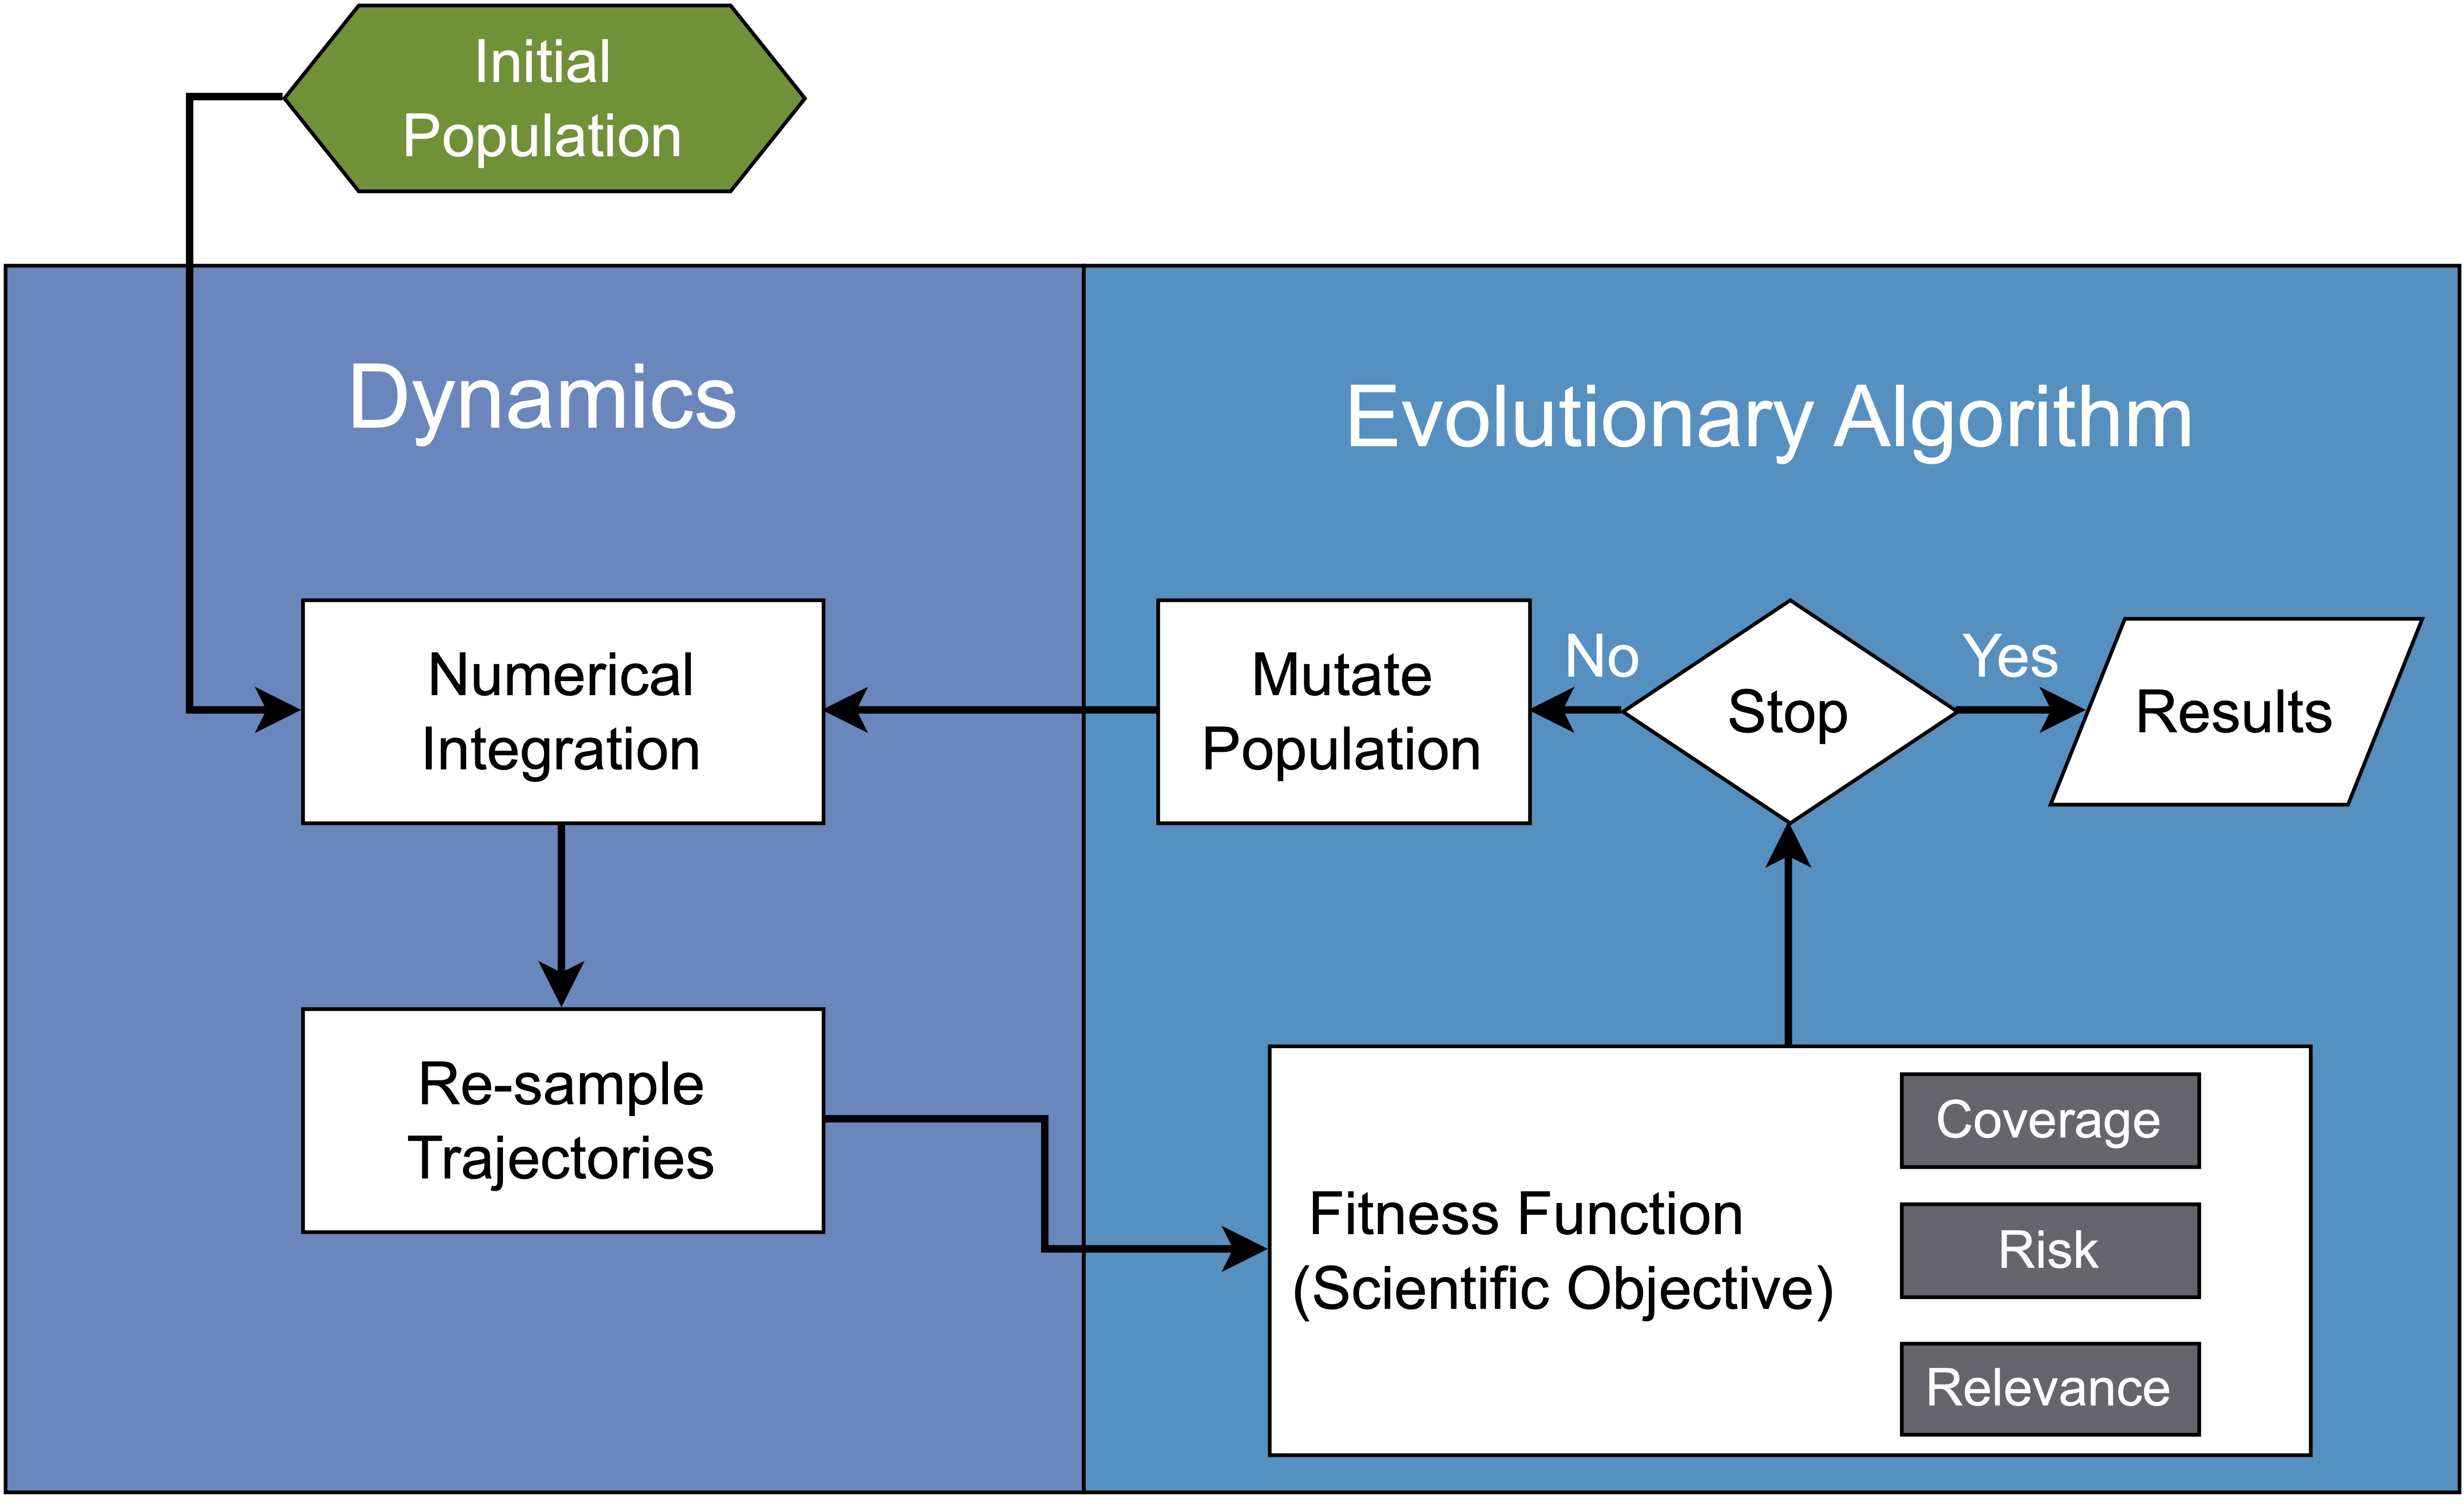 Initial
Population
Dynamics
Evolutionary Algorithm
Numerical
Integration
Mutate
Population
No
Stop
Yes
Results
Re-sample
Trajectories
Fitness Function
(Scientific Objective)
Coverage
Risk
Relevance